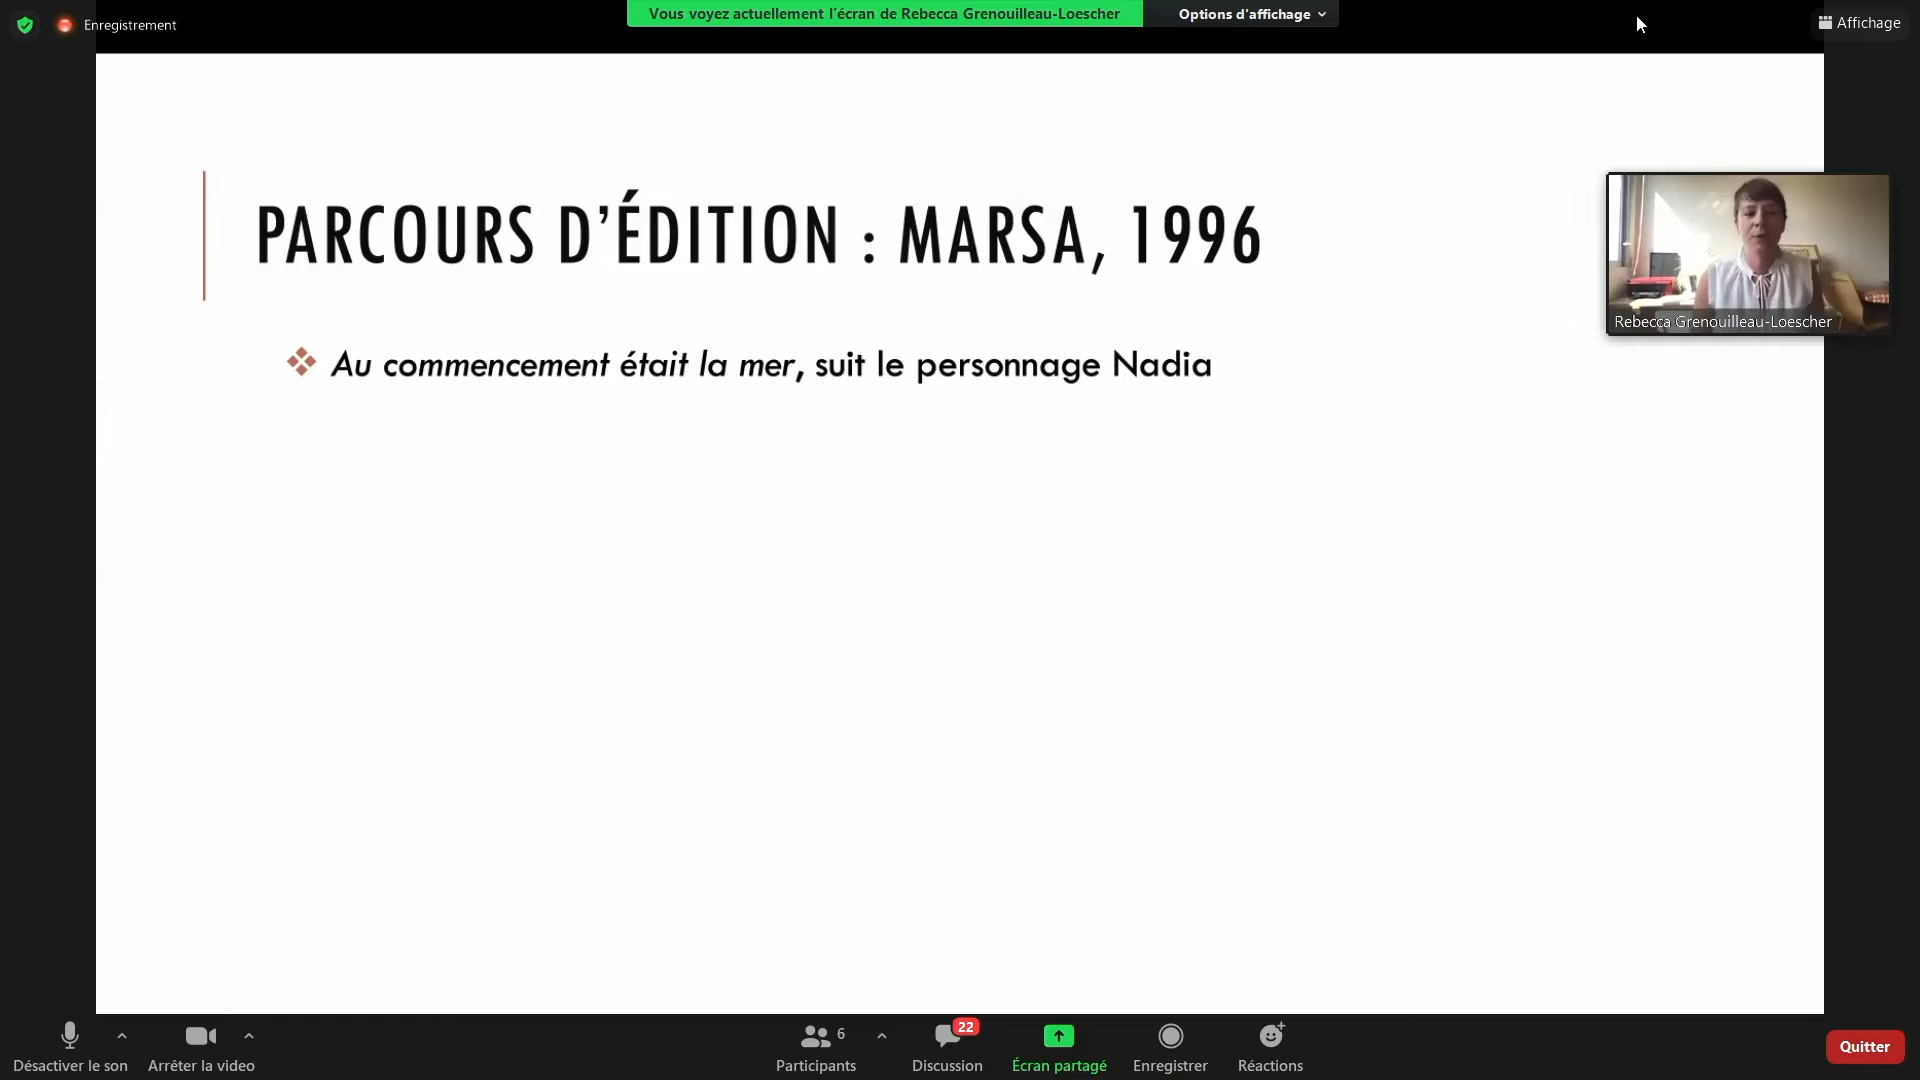 Enregistrement
Vous voyez actuellement l'écran de Rebecca Grenouilleau-Loescher
Options d'affichage
Affichage
PARCOURS D’ÉDITION : MARSA, 1996
Au commencement était la mer, suit le personnage Nadia
Rebecca Grenouilleau-Loescher
Désactiver le son
Arrêter la video
6
Participants
22
Discussion
Écran partagé
Enregistrer
Réactions
Quitter